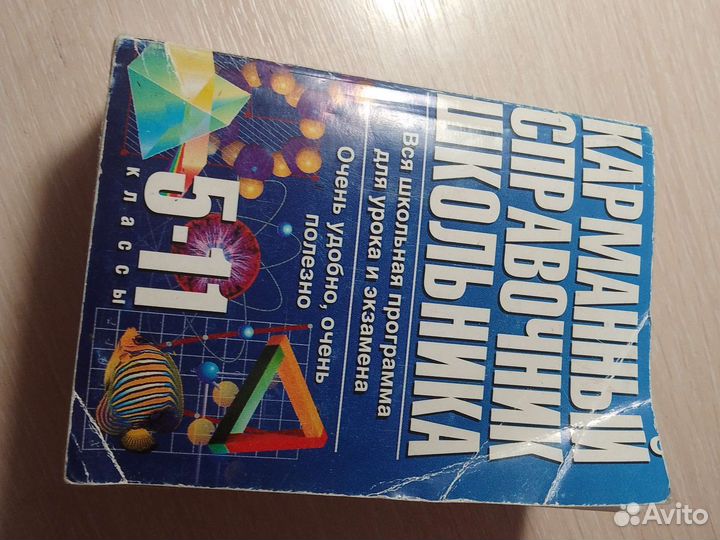 КАРМАННЫЙ
СПРАВОЧНИК
ШКОЛЬНИКА
Вся школьная программа
для урока и экзамена
Очень удобно, очень
полезно
5-11
классы
Avito